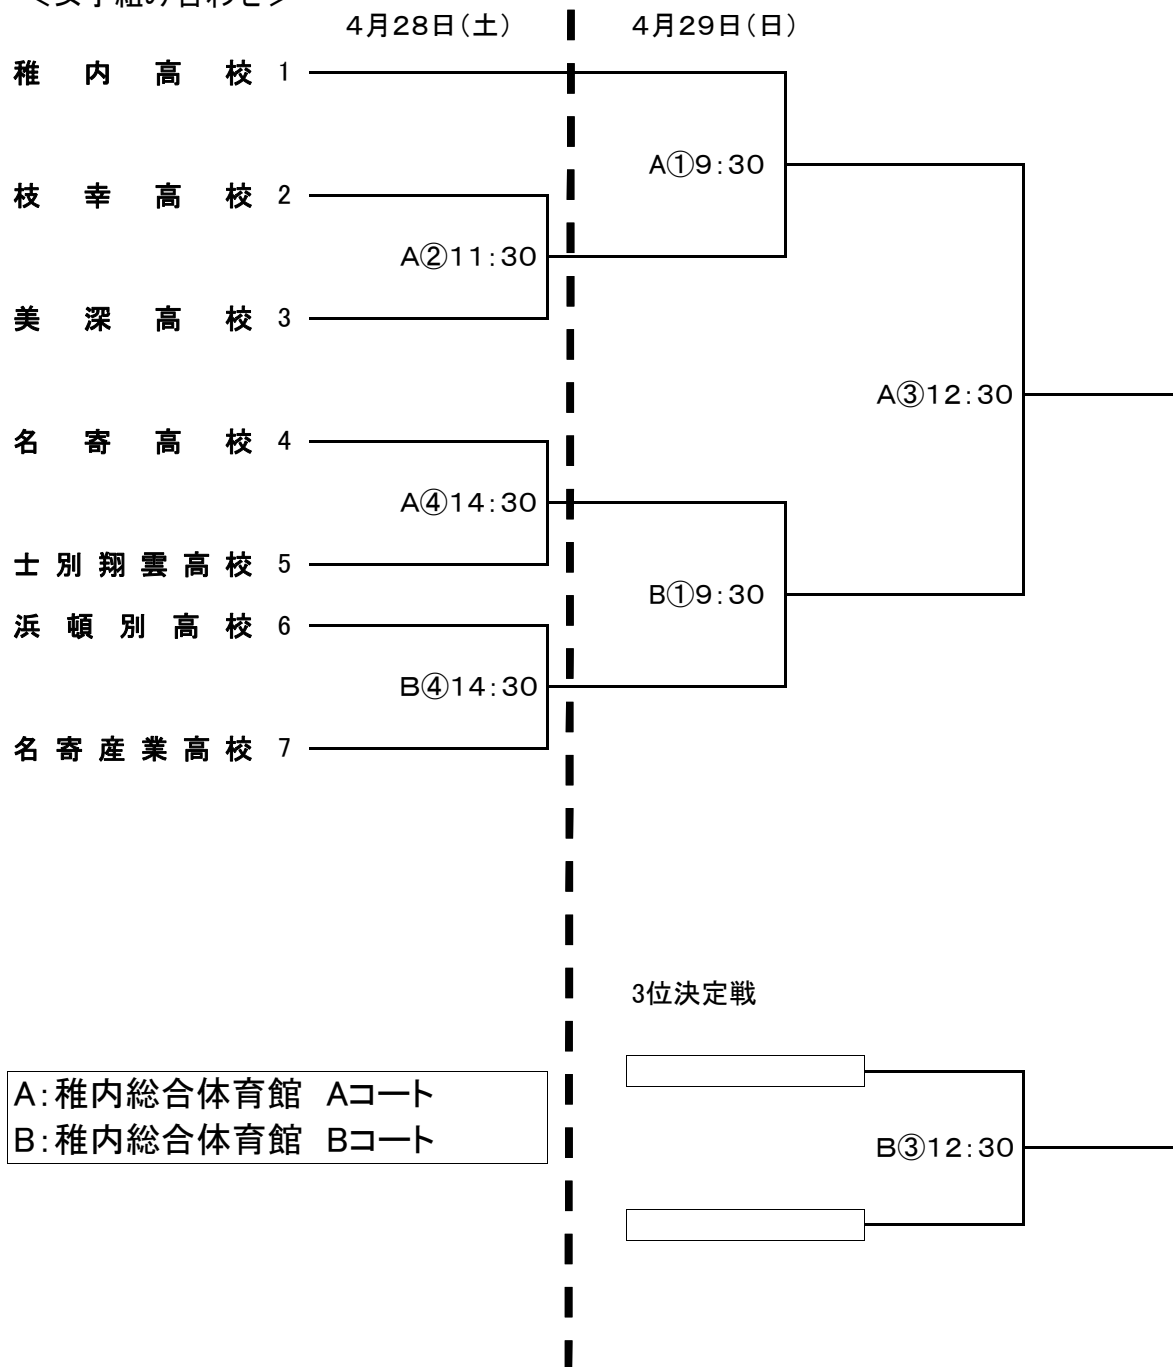 4月28日(土)
4月29日(日)
稚内高校 1
A①9:30
枝幸高校 2
A②11:30
美深高校 3
A③12:30
名寄高校 4
A④14:30
士別翔雲高校 5
B①9:30
浜頓別高校 6
B④14:30
名寄産業高校 7
3位決定戦
A:稚内総合体育館 Aコート
B:稚内総合体育館 Bコート
B③12:30